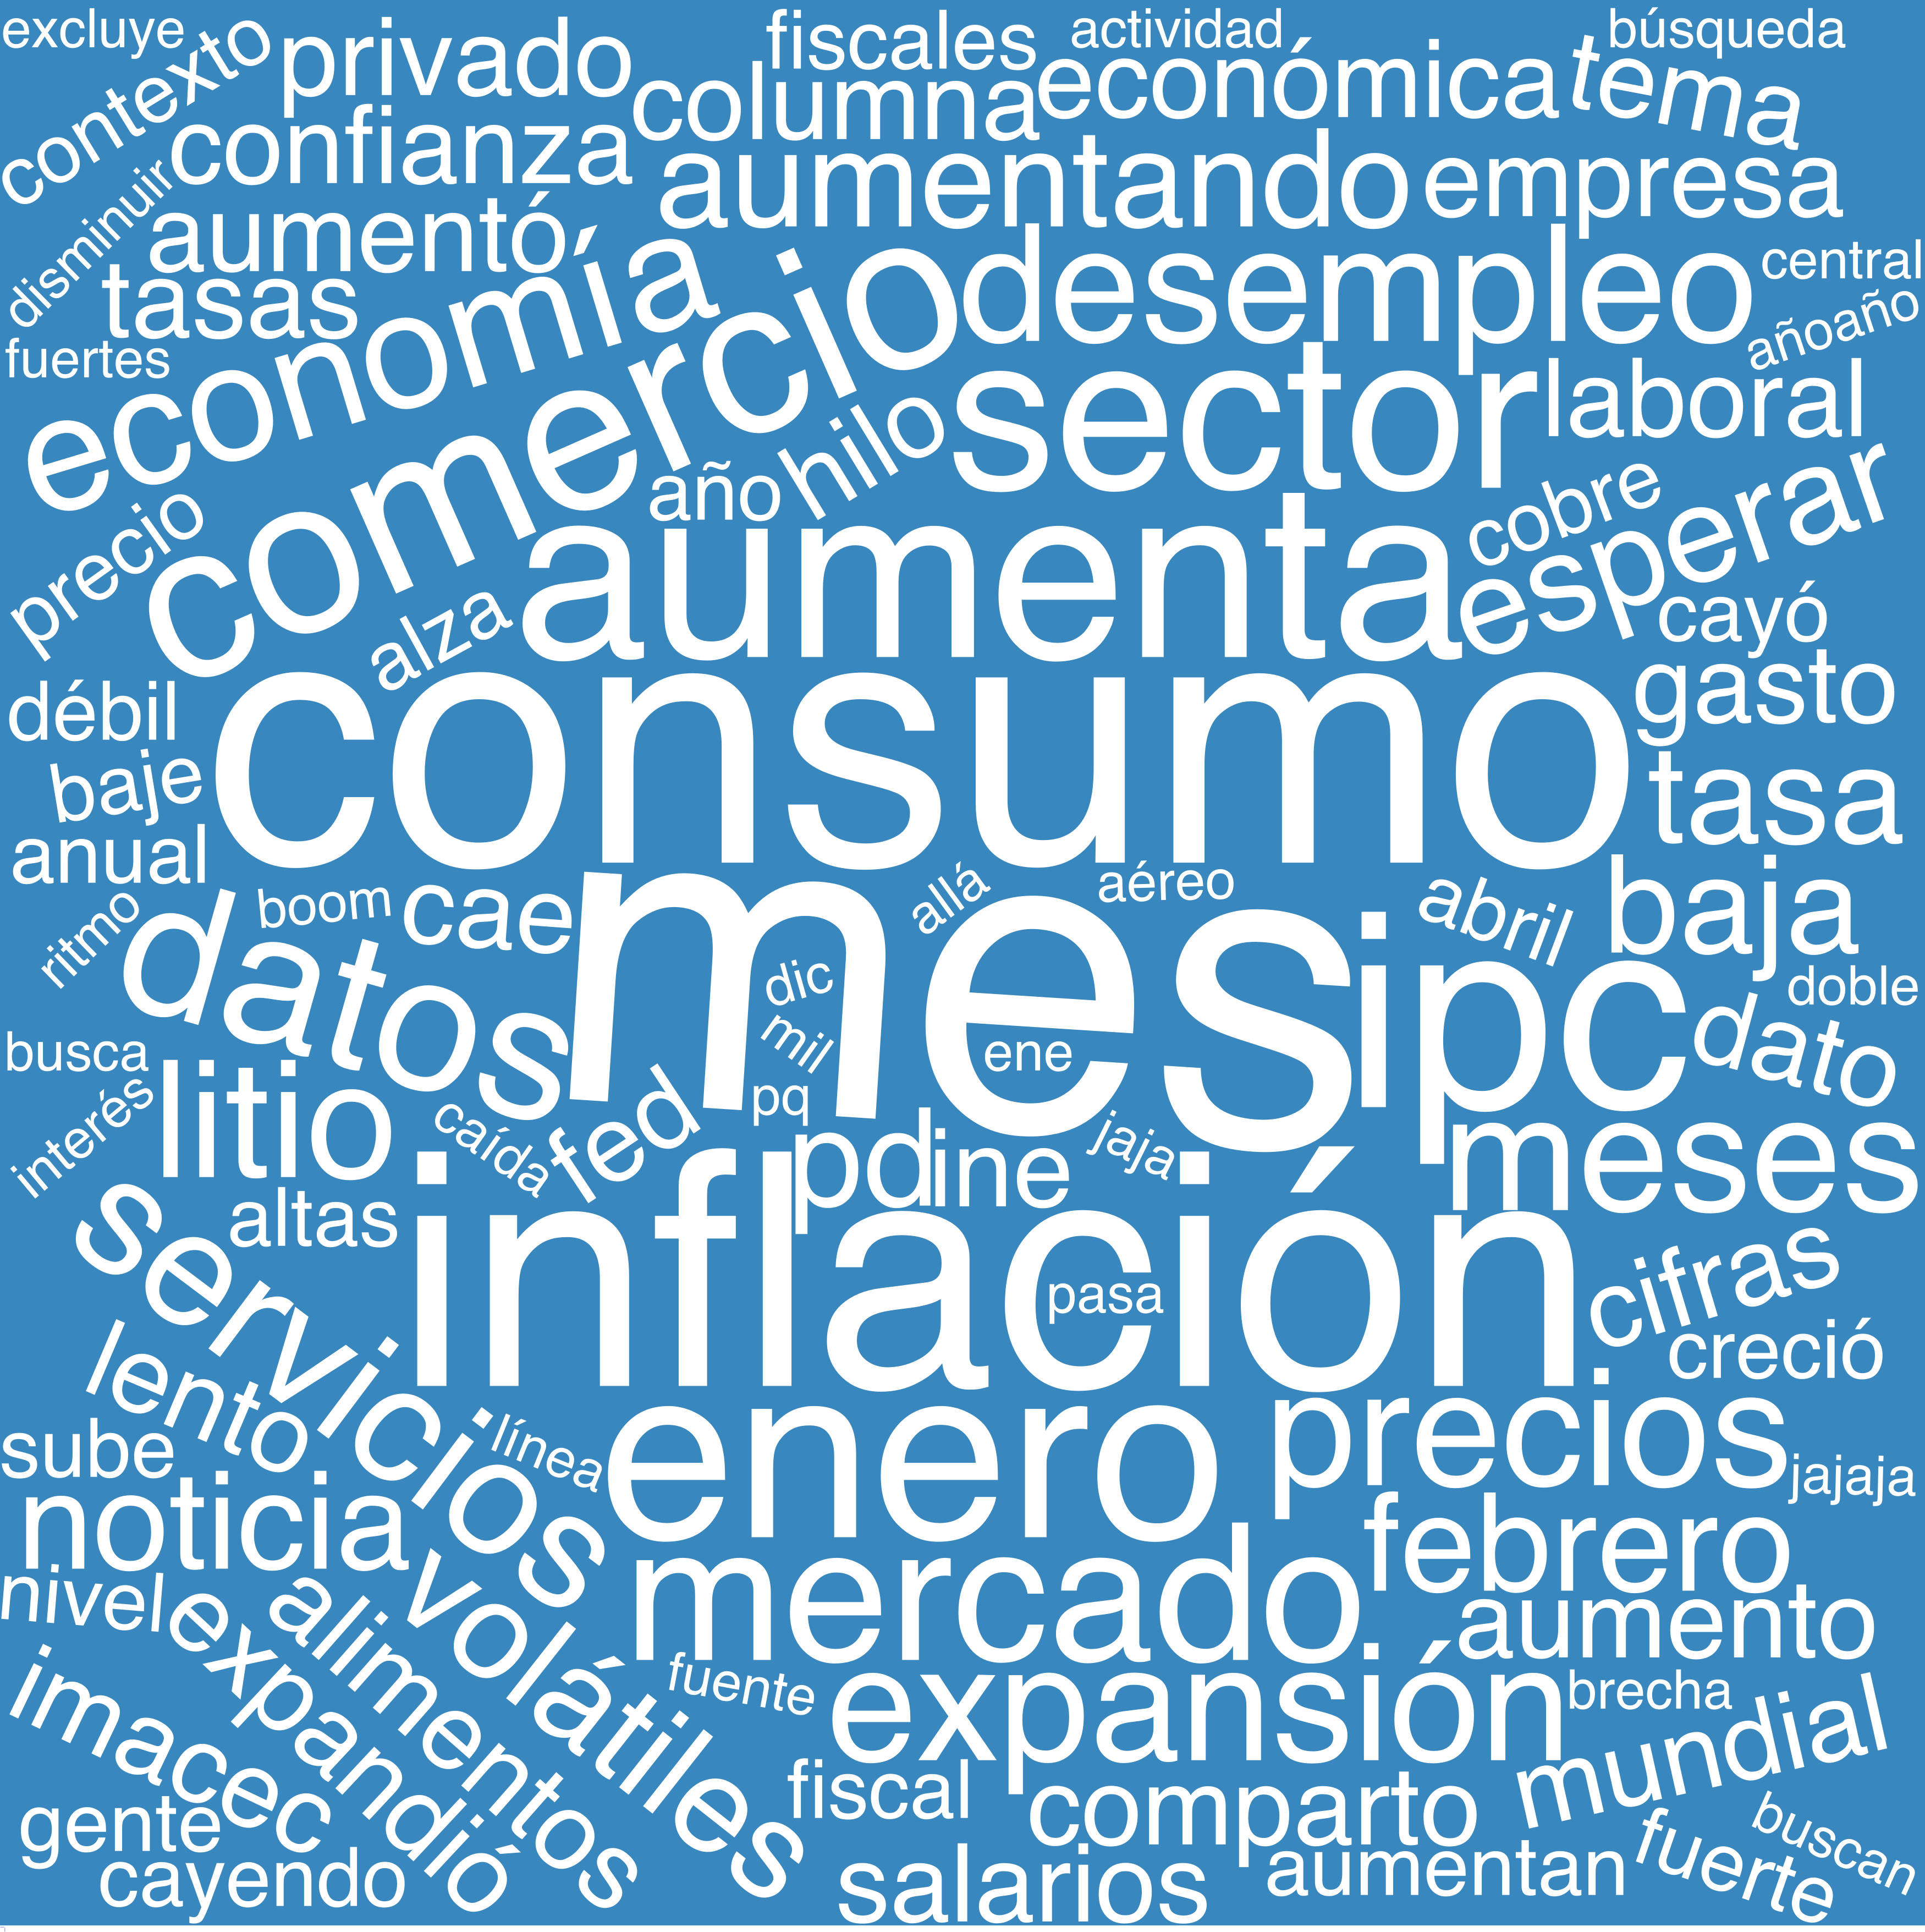 excluye
contexto
privado
fiscales
actividad
búsqueda
columna
económica
tema
confianza
disminuir
aumentando
empresa
aumentó
tasas
economía
comercio
desempleo
central
añoaño
fuertes
sector
laboral
hilo
año
precio
cobre
esperar
aumenta
alza
cayó
débil
consumo
gasto
baje
tasa
anual
ritmo
boom
cae
allá
aéreo
abril
baja
datos
mes
dic
mil
ipc
doble
dato
busca
ene
interés
litio
pq
caída
fed
pd
ine
jaja
meses
altas
servicios
inflación
pasa
cifras
creció
lento
sube
línea
enero
precios
jajaja
noticia
febrero
nivel
mercado
aumento
expandió
alimentos
volátiles
imacec
fuente
expansión
brecha
mundial
gente
fiscal
comparto
buscan
cayendo
salarios
aumentan
fuerte